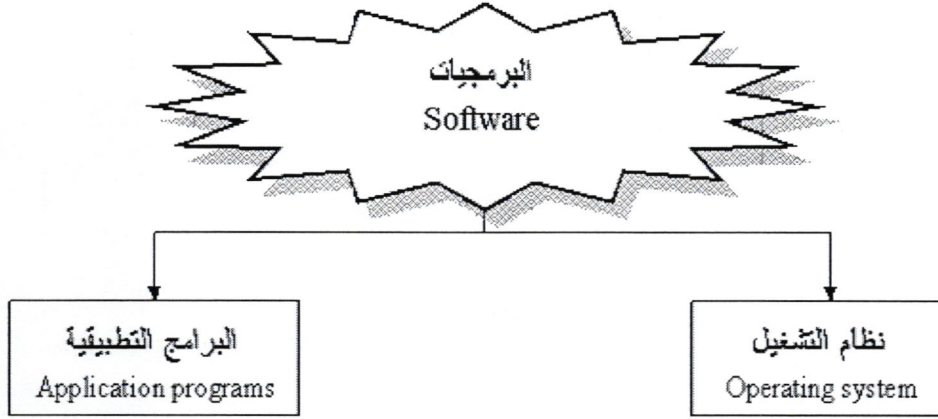 البرمجيات
Software
نظام التشغيل
Operating system
البرامج التطبيقية
Application programs